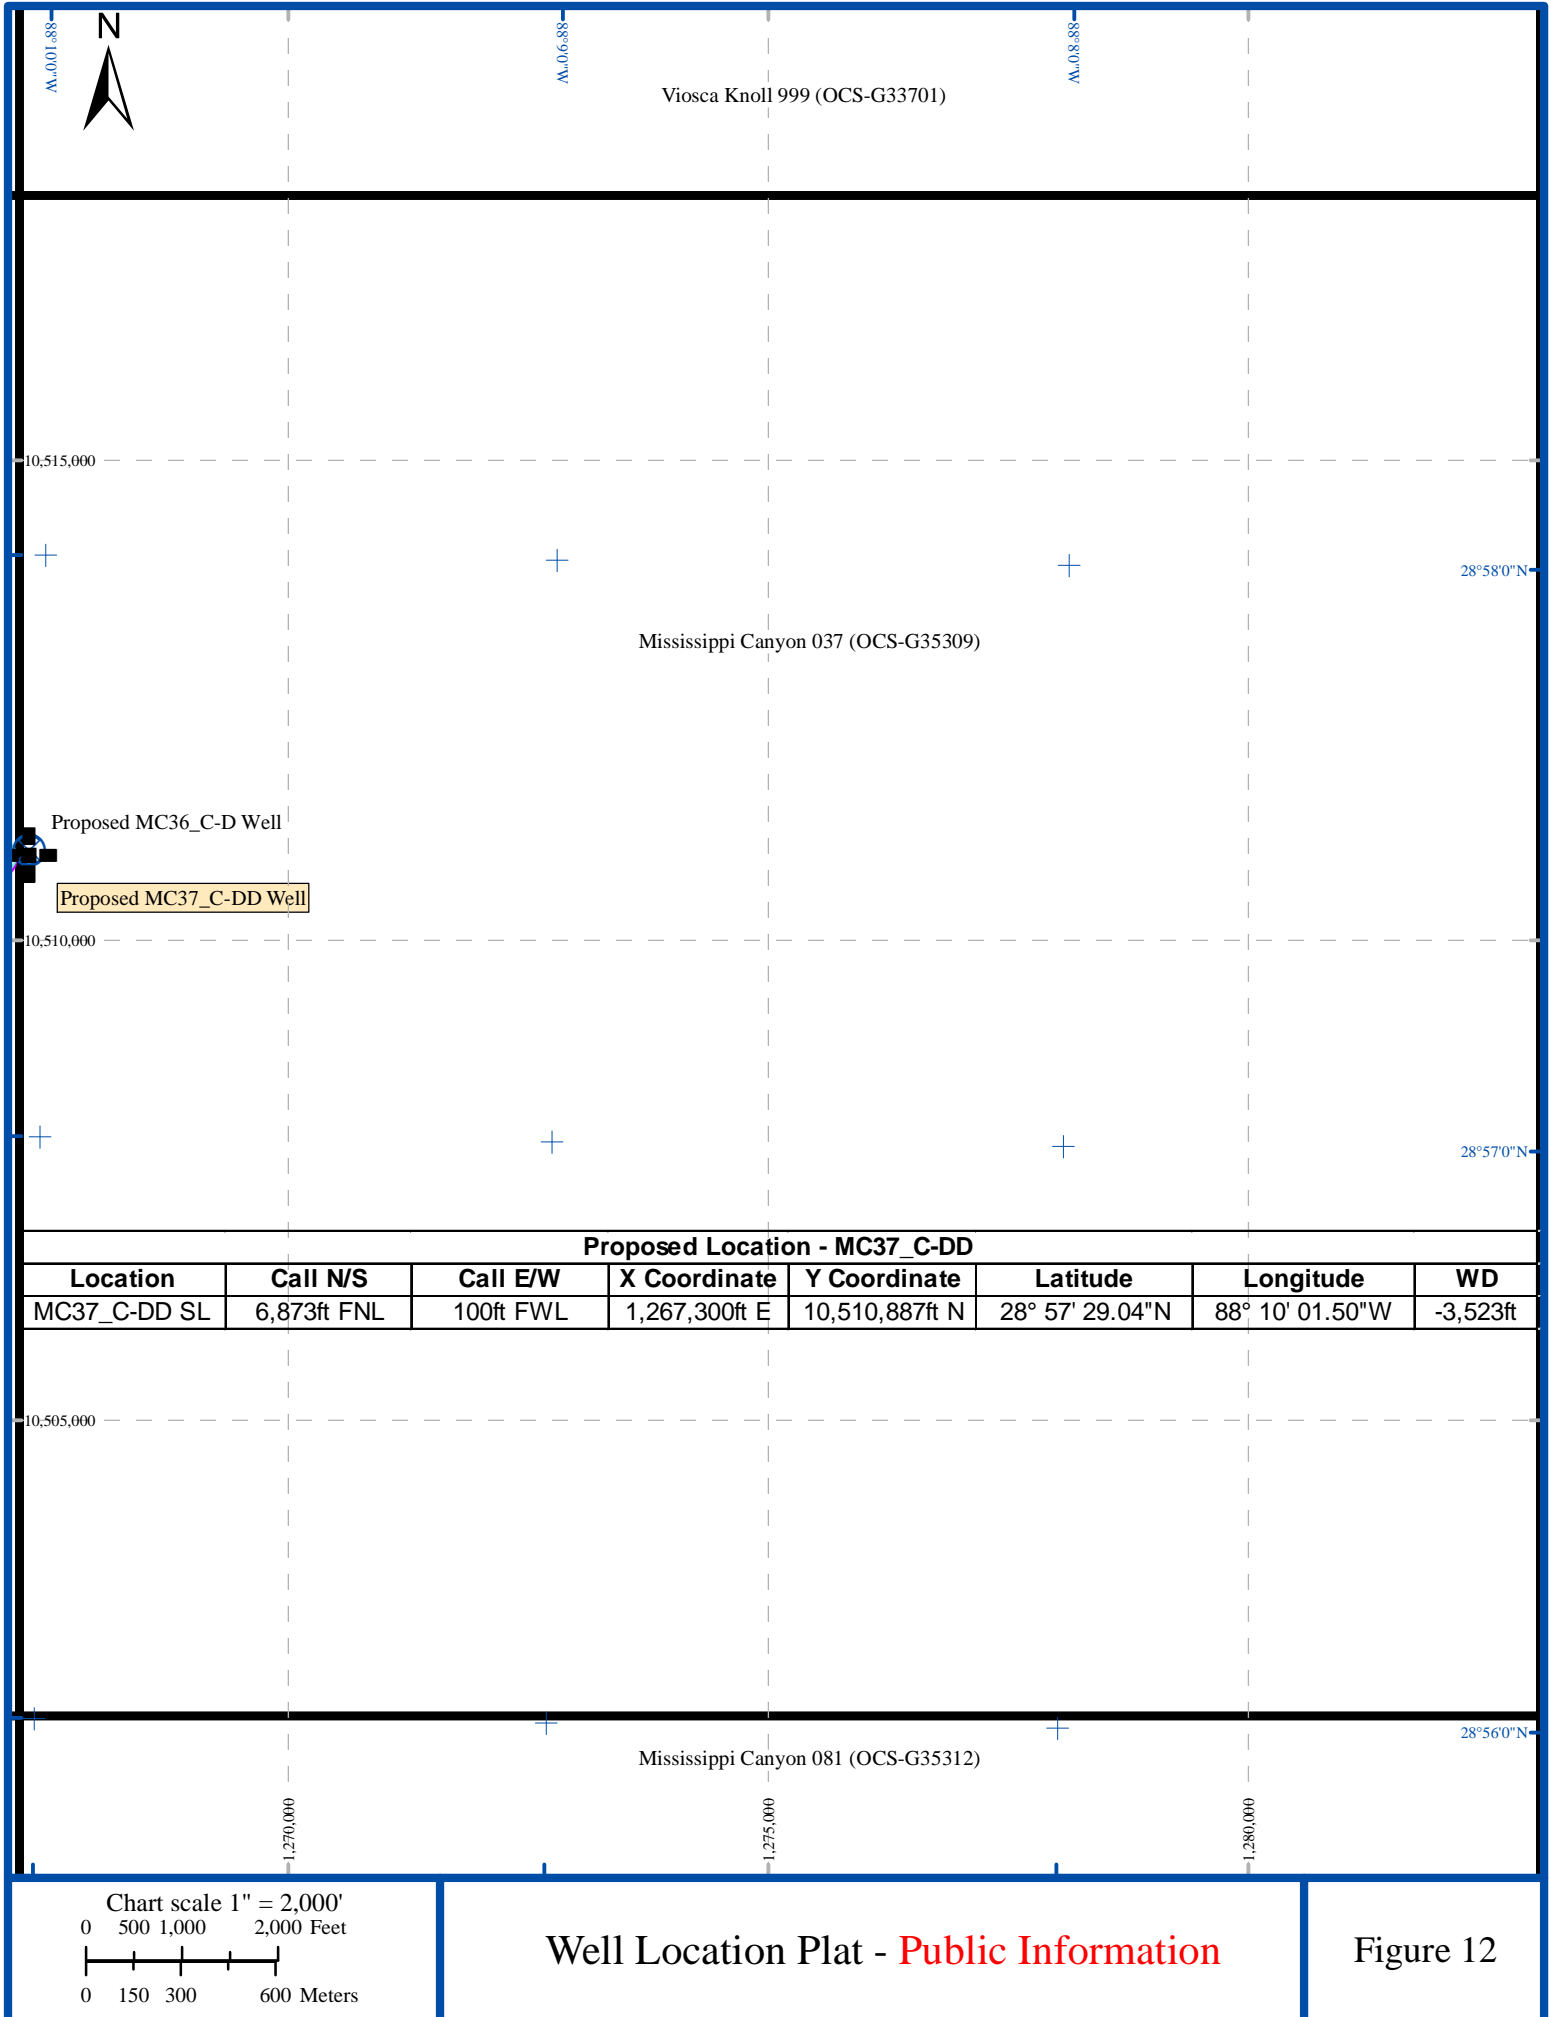 N
88°10'0"W
88°9'0"W
88°8'0"W
Viosca Knoll 999 (OCS-G33701)
10,515,000
28°58'0"N
Mississippi Canyon 037 (OCS-G35309)
Proposed MC36_C-D Well
Proposed MC37_C-DD Well
10,510,000
28°57'0"N
Proposed Location - MC37_C-DD
Location Call N/S Call E/W X Coordinate Y Coordinate Latitude Longitude WD
MC37_C-DD SL 6,873ft FNL 100ft FWL 1,267,300ft E 10,510,887ft N 28° 57' 29.04"N 88° 10' 01.50"W -3,523ft
10,505,000
28°56'0"N
Mississippi Canyon 081 (OCS-G35312)
1,270,000
1,275,000
1,280,000
Chart scale 1" = 2,000'
0 500 1,000 2,000 Feet
0 150 300 600 Meters
Well Location Plat - Public Information
Figure 12